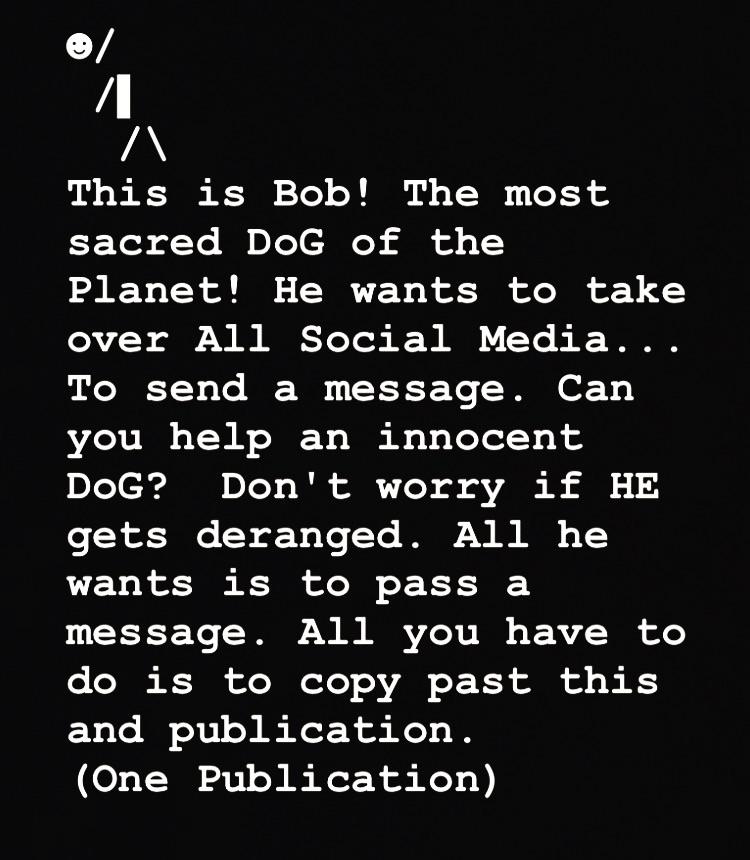 ☻/
 /▌
  /\
This is Bob! The most
sacred DoG of the
Planet! He wants to take
over All Social Media...
To send a message. Can
you help an innocent
DoG?  Don't worry if HE
gets deranged. All he
wants is to pass a
message. All you have to
do is to copy past this
and publication.
(One Publication)